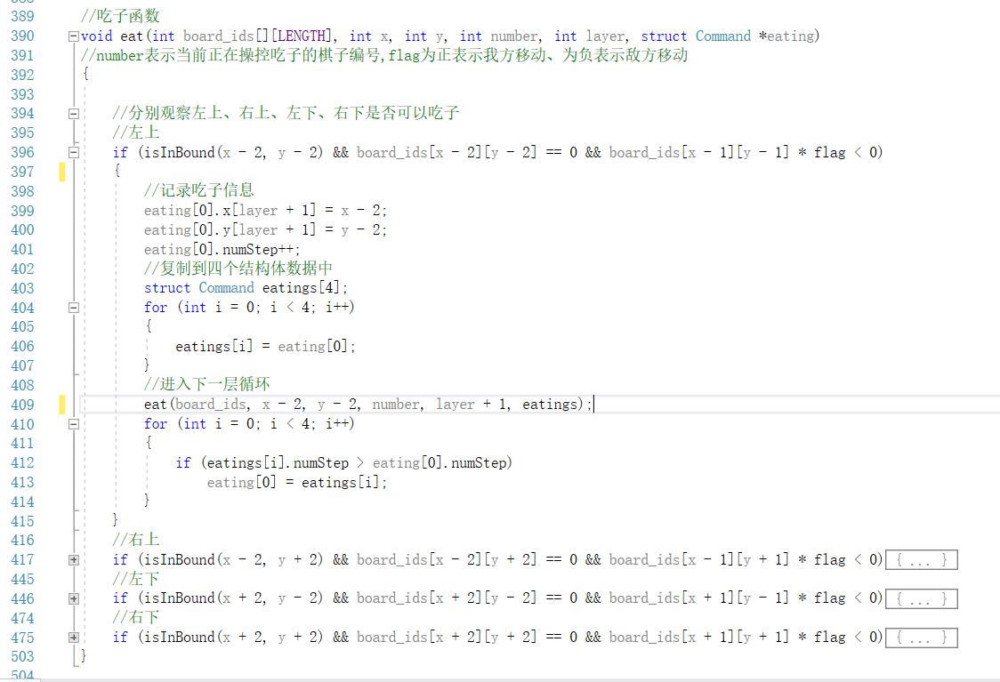 389 //吃子函数
390 void eat(int board_ids[][LENGTH], int x, int y, int number, int layer, struct Command *eating)
391 //number表示当前正在操控吃子的棋子编号,flag为正表示我方移动、为负表示敌方移动
392 {
393
394 //分别观察左上、右上、左下、右下是否可以吃子
395 //左上
396 if (isInBound(x - 2, y - 2) && board_ids[x - 2][y - 2] == 0 && board_ids[x - 1][y - 1] * flag < 0)
397 {
398 //记录吃子信息
399 eating[0].x[layer + 1] = x - 2;
400 eating[0].y[layer + 1] = y - 2;
401 eating[0].numStep++;
402 //复制到四个结构体数据中
403 struct Command eatings[4];
404 for (int i = 0; i < 4; i++)
405 {
406 eatings[i] = eating[0];
407 }
408 //进入下一层循环
409 eat(board_ids, x - 2, y - 2, number, layer + 1, eatings);
410 for (int i = 0; i < 4; i++)
411 {
412 if (eatings[i].numStep > eating[0].numStep)
413 eating[0] = eatings[i];
414 }
415 }
416 //右上
417 if (isInBound(x - 2, y + 2) && board_ids[x - 2][y + 2] == 0 && board_ids[x - 1][y + 1] * flag < 0) { ... }
445 //左下
446 if (isInBound(x + 2, y - 2) && board_ids[x + 2][y - 2] == 0 && board_ids[x + 1][y - 1] * flag < 0) { ... }
474 //右下
475 if (isInBound(x + 2, y + 2) && board_ids[x + 2][y + 2] == 0 && board_ids[x + 1][y + 1] * flag < 0) { ... }
503 }
504